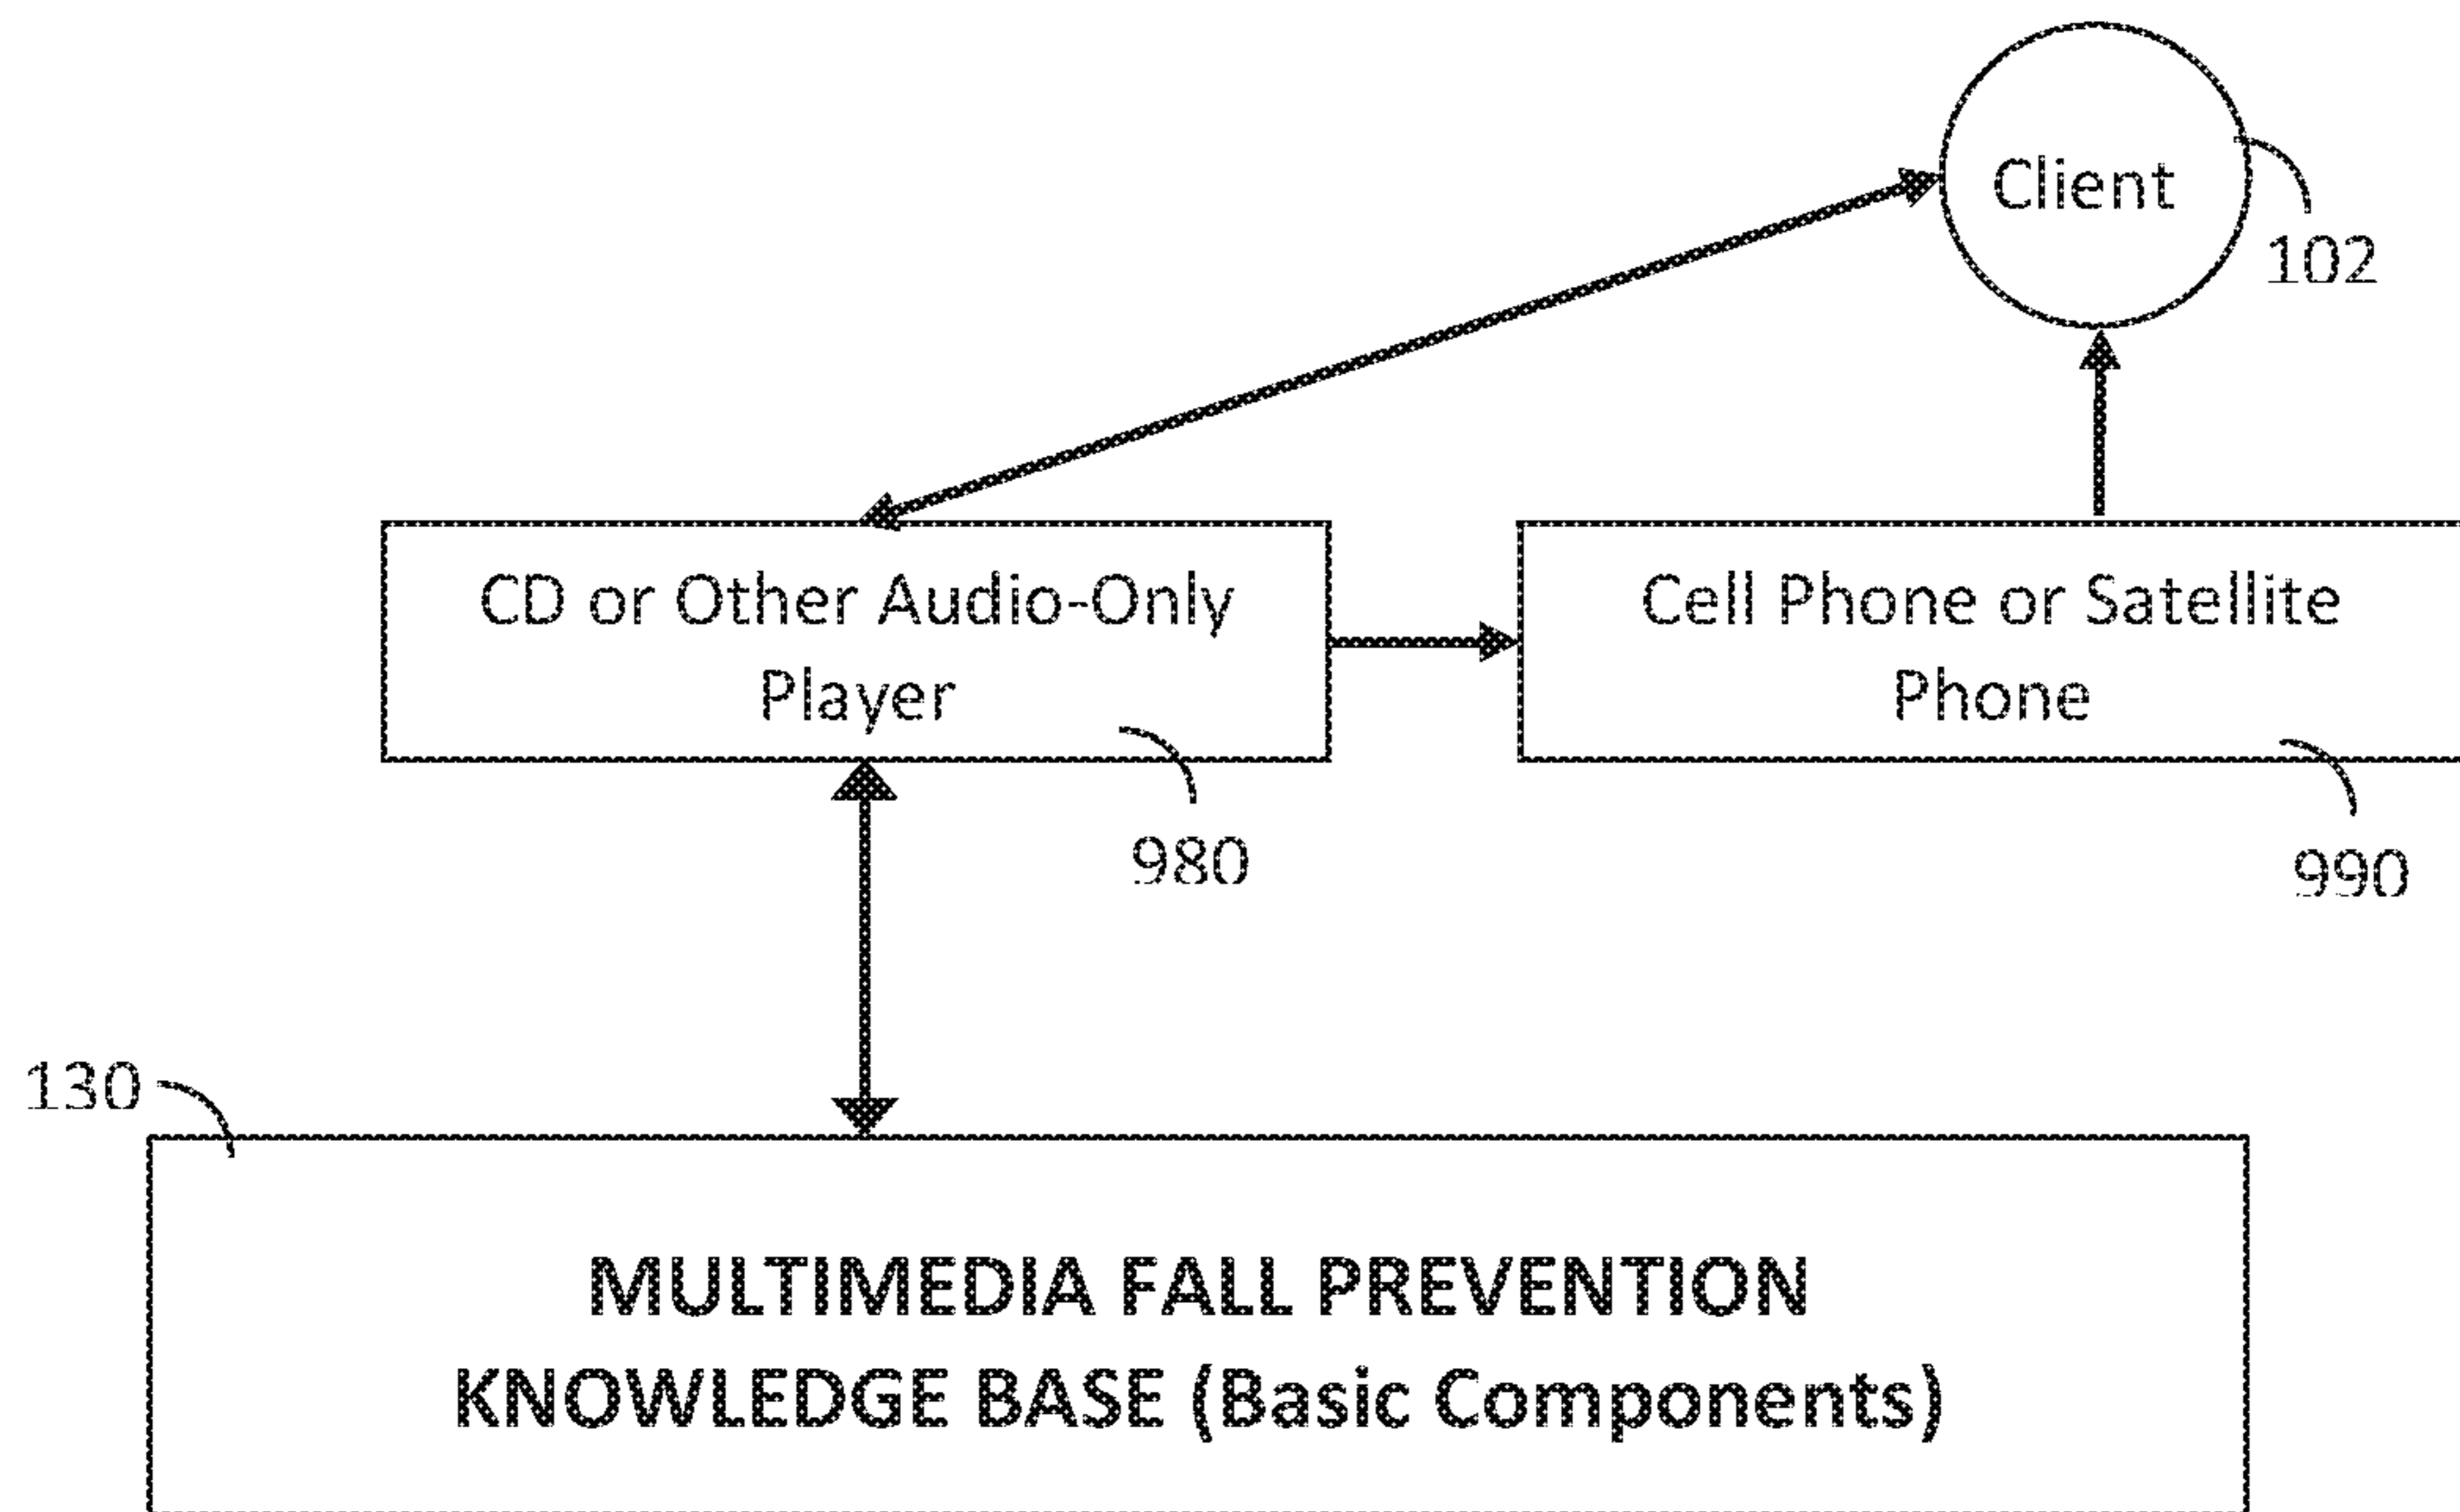 Client
102
CD or Other Audio-Only
Player
980
Cell Phone or Satellite
Phone
990
130
MULTIMEDIA FALL PREVENTION
KNOWLEDGE BASE (Basic Components)